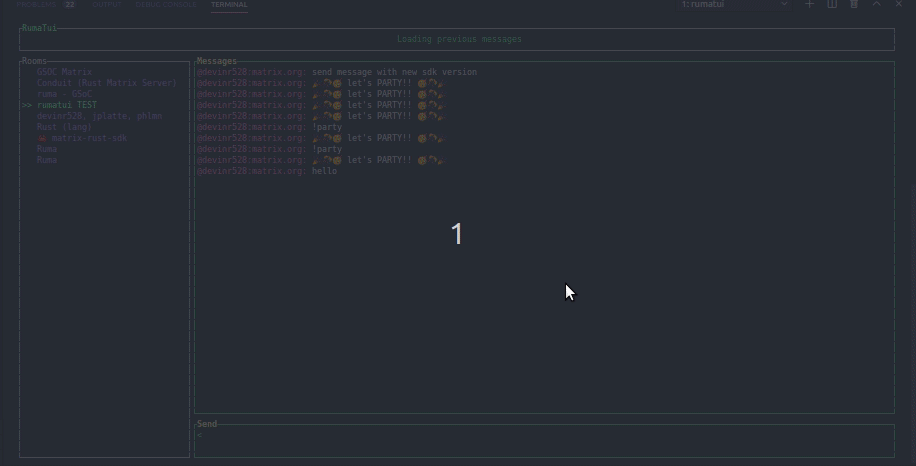 PROBLEMS 22 OUTPUT DEBUG CONSOLE TERMINAL 1: rumatui
RumaTui
Loading previous messages
Rooms
GSOC Matrix
Conduit (Rust Matrix Server)
ruma - GSoC
>> rumatui TEST
devinr528, jplatte, phlmn
Rust (lang)
matrix-rust-sdk
Ruma
Ruma
Messages
@devinr528:matrix.org: send message with new sdk version
@devinr528:matrix.org: 🎉🎊🥳 let's PARTY!! 🥳🎊🎉
@devinr528:matrix.org: 🎉🎊🥳 let's PARTY!! 🥳🎊🎉
@devinr528:matrix.org: 🎉🎊🥳 let's PARTY!! 🥳🎊🎉
@devinr528:matrix.org: 🎉🎊🥳 let's PARTY!! 🥳🎊🎉
@devinr528:matrix.org: !party
@devinr528:matrix.org: 🎉🎊🥳 let's PARTY!! 🥳🎊🎉
@devinr528:matrix.org: !party
@devinr528:matrix.org: 🎉🎊🥳 let's PARTY!! 🥳🎊🎉
@devinr528:matrix.org: hello
1
Send
<